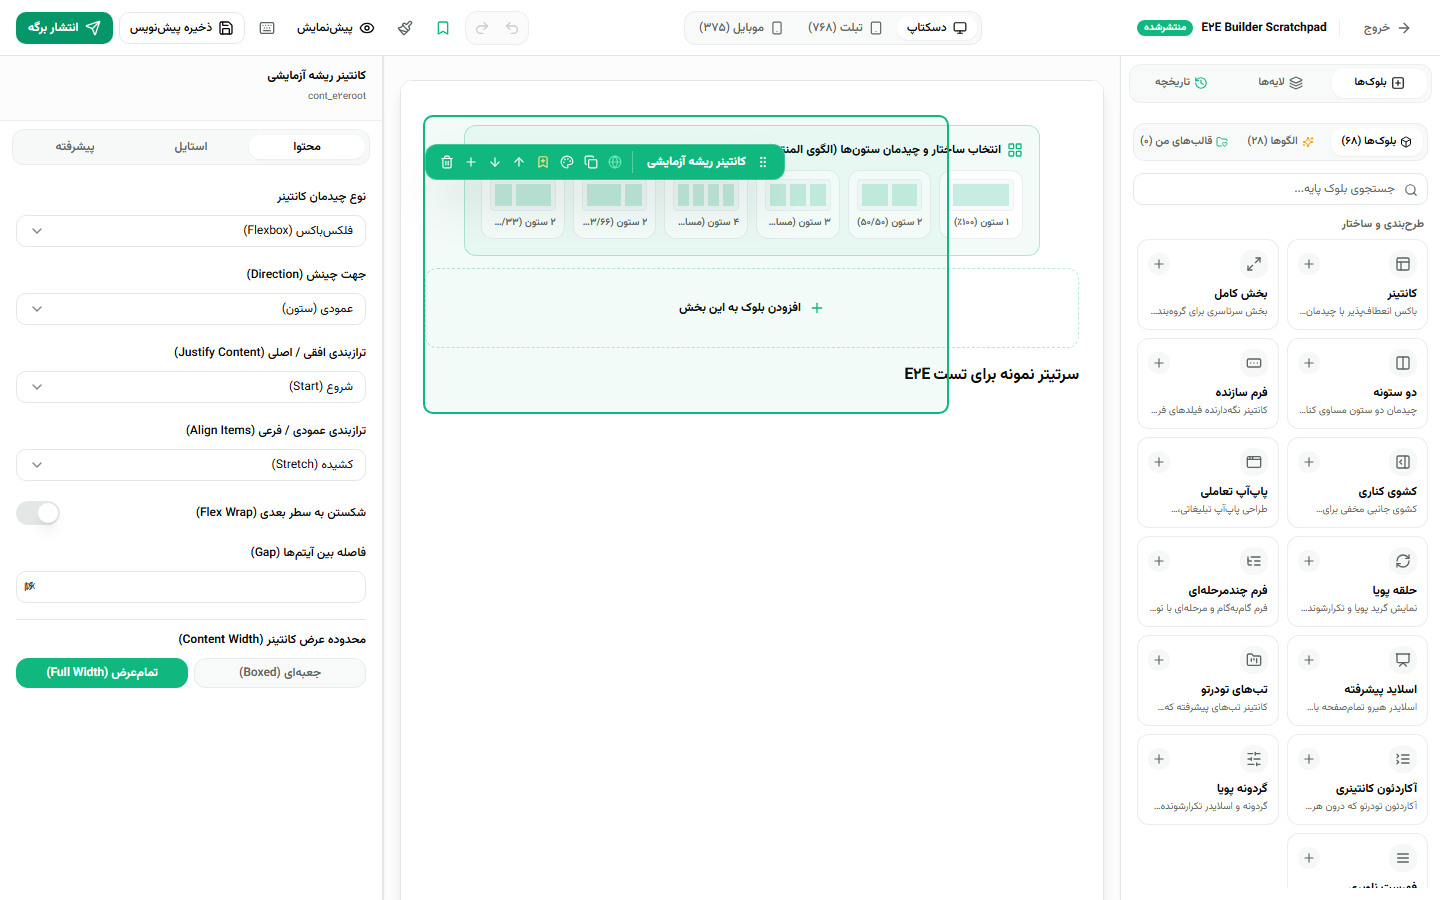 خروج
E۲E Builder Scratchpad
منتشرشده
دسکتاپ
تبلت (۷۶۸)
موبایل (۳۷۵)
پیش‌نمایش
ذخیره پیش‌نویس
انتشار برگه
بلوک‌ها
لایه‌ها
تاریخچه
بلوک‌ها (۶۸)
الگوها (۲۸)
قالب‌های من (۰)
جستجوی بلوک پایه...
طرح‌بندی و ساختار
کانتینر
باکس انعطاف‌پذیر با چیدمان...
بخش کامل
بخش سرتاسری برای گروه‌بند...
دو ستونه
چیدمان دو ستون مساوی کنا...
فرم سازنده
کانتینر نگه‌دارنده فیلدهای فر...
کشوی کناری
کشوی جانبی مخفی برای...
پاپ‌آپ تعاملی
طراحی پاپ‌آپ تبلیغاتی،...
حلقه پویا
نمایش گرید پویا و تکرارشوند...
فرم چندمرحله‌ای
فرم گام‌به‌گام و مرحله‌ای با نو...
اسلاید پیشرفته
اسلایدر هیرو تمام‌صفحه با...
تب‌های تودرتو
کانتینر تب‌های پیشرفته که...
آکاردئون کانتینری
آکاردئون تودرتو که درون هر...
گردونه پویا
گردونه و اسلایدر تکرارشونده...
انتخاب ساختار و چیدمان ستون‌ها (الگوی المنت
کانتینر ریشه آزمایشی
۱ ستون (۱۰۰٪)
۲ ستون (۵۰/۵۰)
۳ ستون (مسا...
۴ ستون (مسا...
۲ ستون (۳/۶۶...
۲ ستون (۳۳/...
افزودن بلوک به این بخش
سرتیتر نمونه برای تست E۲E
کانتینر ریشه آزمایشی
cont_e۲eroot
محتوا
استایل
پیشرفته
نوع چیدمان کانتینر
فلکس‌باکس (Flexbox)
جهت چینش (Direction)
عمودی (ستون)
ترازبندی افقی / اصلی (Justify Content)
شروع (Start)
ترازبندی عمودی / فرعی (Align Items)
کشیده (Stretch)
شکستن به سطر بعدی (Flex Wrap)
فاصله بین آیتم‌ها (Gap)
محدوده عرض کانتینر (Content Width)
جعبه‌ای (Boxed)
تمام‌عرض (Full Width)